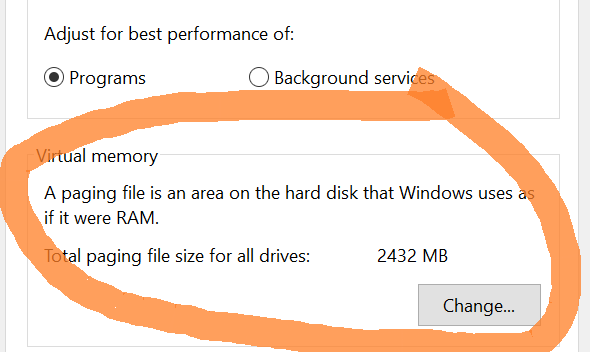 Adjust for best performance of:
Programs
Background services
Virtual memory
A paging file is an area on the hard disk that Windows uses as
if it were RAM.
Total paging file size for all drives:
2432 MB
Change...